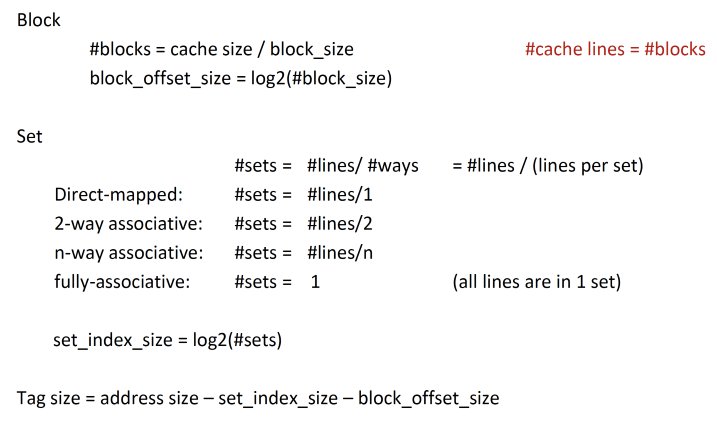 Block
#blocks = cache size / block_size #cache lines = #blocks
block_offset_size = log2(#block_size)
Set
#sets = #lines/ #ways = #lines / (lines per set)
Direct-mapped: #sets = #lines/1
2-way associative: #sets = #lines/2
n-way associative: #sets = #lines/n
fully-associative: #sets = 1 (all lines are in 1 set)
set_index_size = log2(#sets)
Tag size = address size – set_index_size – block_offset_size